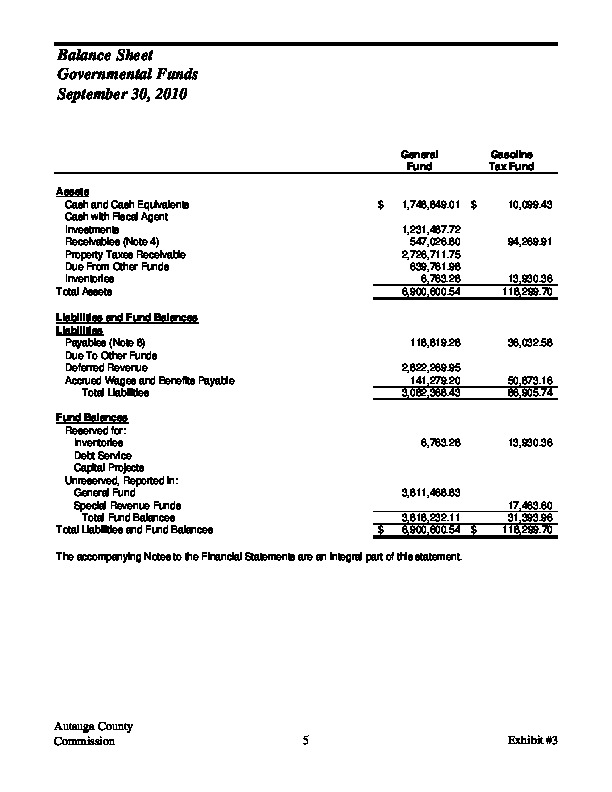 Balance Sheet
Governmental Funds
September 30, 2010
General Fund Gasoline Tax Fund
Assets
Cash and Cash Equivalents $ 1,748,849.01 $ 10,099.43
Cash with Fiscal Agent
Investments 1,231,487.72
Receivables (Note 4) 547,026.80 94,269.91
Property Taxes Receivable 2,726,711.75
Due From Other Funds 639,761.98
Inventories 6,763.28 13,930.36
Total Assets 6,900,600.54 118,299.70
Liabilities and Fund Balances
Liabilities
Payables (Note 6) 118,819.28 36,032.58
Due To Other Funds
Deferred Revenue 2,822,269.95
Accrued Wages and Benefits Payable 141,279.20 50,873.16
Total Liabilities 3,082,368.43 86,905.74
Fund Balances
Reserved for:
Inventories 6,763.28 13,930.36
Debt Service
Capital Projects
Unreserved, Reported in:
General Fund 3,811,468.83
Special Revenue Funds 17,463.60
Total Fund Balances 3,818,232.11 31,393.96
Total Liabilities and Fund Balances $ 6,900,600.54 $ 118,299.70
The accompanying Notes to the Financial Statements are an integral part of this statement.
Autauga County
Commission 5 Exhibit #3